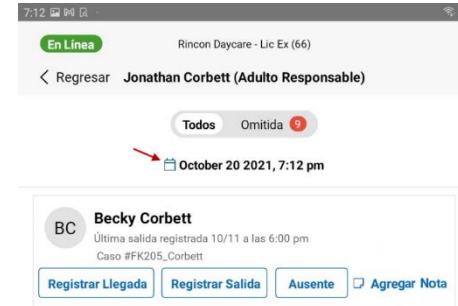 7:12
En Línea
Rincon Daycare - Lic Ex (66)
Regresar Jonathan Corbett (Adulto Responsable)
Todos Omitida 9
October 20 2021, 7:12 pm
BC Becky Corbett
Última salida registrada 10/11 a las 6:00 pm
Caso #FK205_Corbett
Registrar Llegada Registrar Salida Ausente Agregar Nota